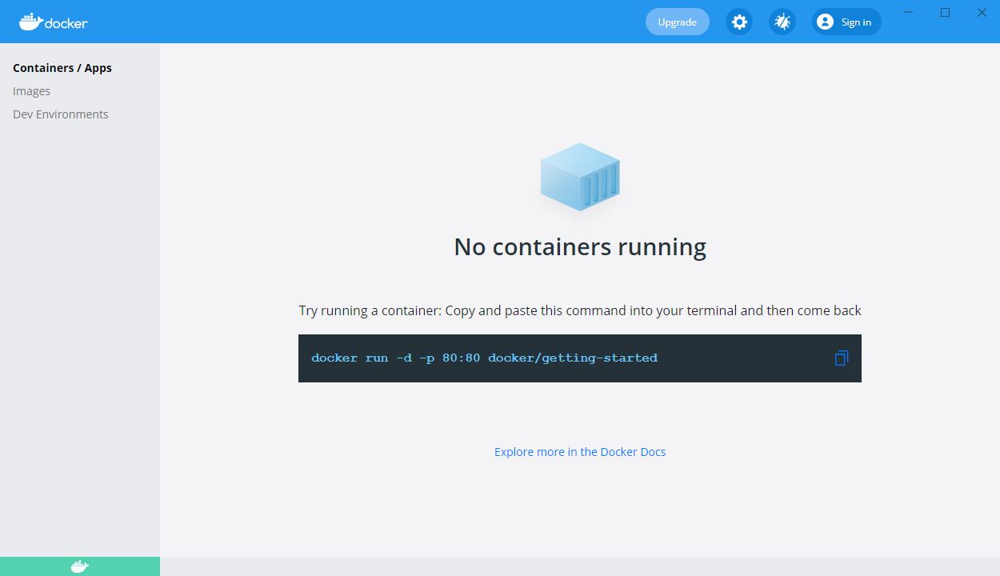 docker
Upgrade
Sign in
Containers / Apps
Images
Dev Environments
No containers running
Try running a container: Copy and paste this command into your terminal and then come back
docker run -d -p 80:80 docker/getting-started
Explore more in the Docker Docs